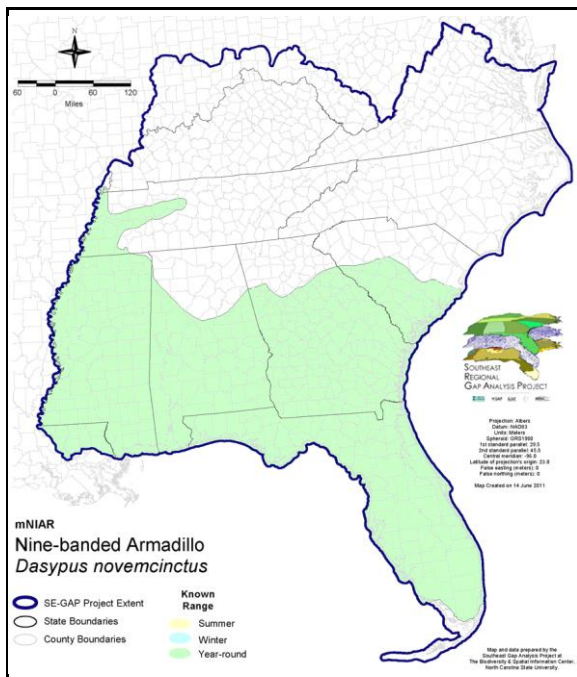 N
60
0
60
120
Miles
SOUTHEAST
REGIONAL
GAP ANALYSIS PROJECT
Projection: Albers
Datum: NAD83
Units: Meters
Spheroid: GRS1980
1st standard parallel: 29.5
2nd standard parallel: 45.5
Central meridian: -96.0
Latitude of projection's origin: 23.0
False easting (meters): 0
False northing (meters): 0
Map Created on 14 June 2011
mNIAR
Nine-banded Armadillo
Dasypus novemcinctus
SE-GAP Project Extent
State Boundaries
County Boundaries
Known
Range
Summer
Winter
Year-round
Map and data prepared by the
Southeast Gap Analysis Project at
The Biodiversity & Spatial Information Center,
North Carolina State University.